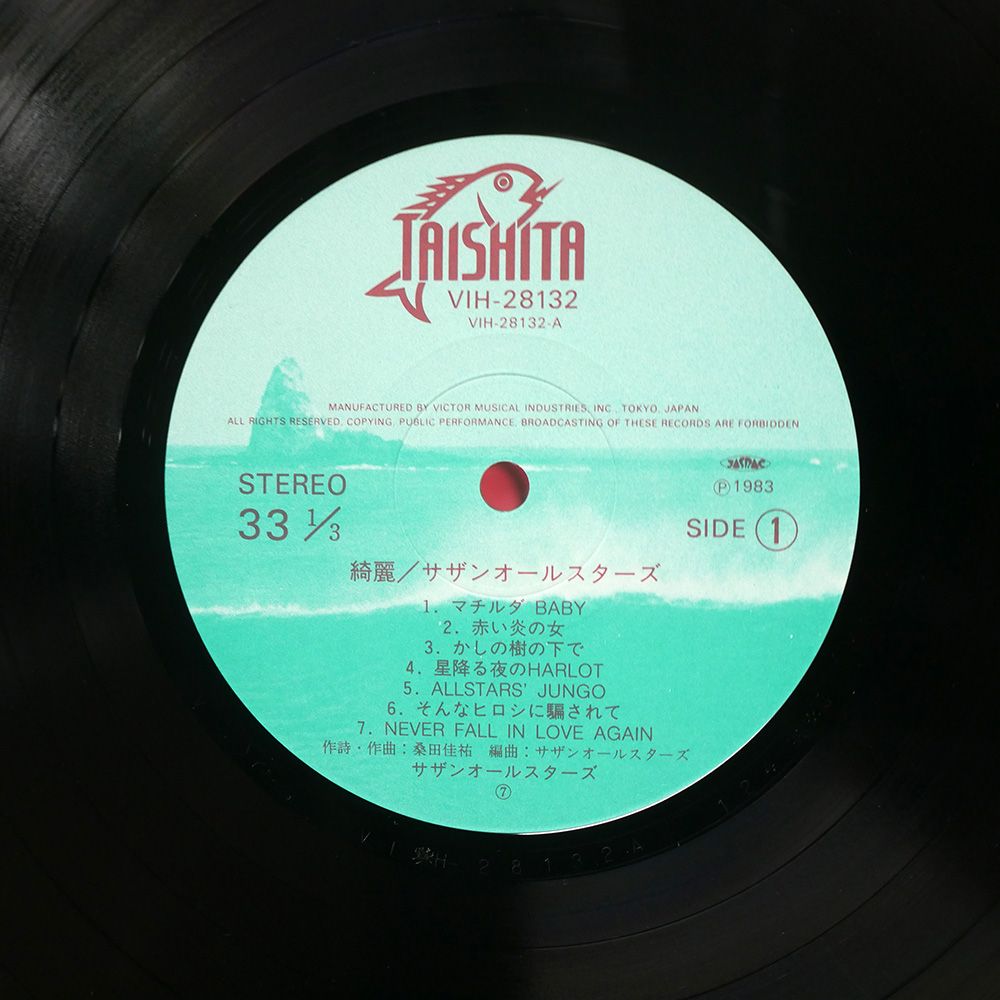 TAISHITA
VIH-28132
VIH-28132-A
MANUFACTURED BY VICTOR MUSICAL INDUSTRIES, INC., TOKYO, JAPAN
ALL RIGHTS RESERVED. COPYING, PUBLIC PERFORMANCE, BROADCASTING OF THESE RECORDS ARE FORBIDDEN
JASRAC
STEREO
Ⓟ1983
33 1/3
SIDE ①
綺麗／サザンオールスターズ
1. マチルダ BABY
2. 赤い炎の女
3. かしの樹の下で
4. 星降る夜のHARLOT
5. ALLSTARS' JUNGO
6. そんなヒロシに騙されて
7. NEVER FALL IN LOVE AGAIN
作詩・作曲：桑田佳祐 編曲：サザンオールスターズ
サザンオールスターズ
⑦